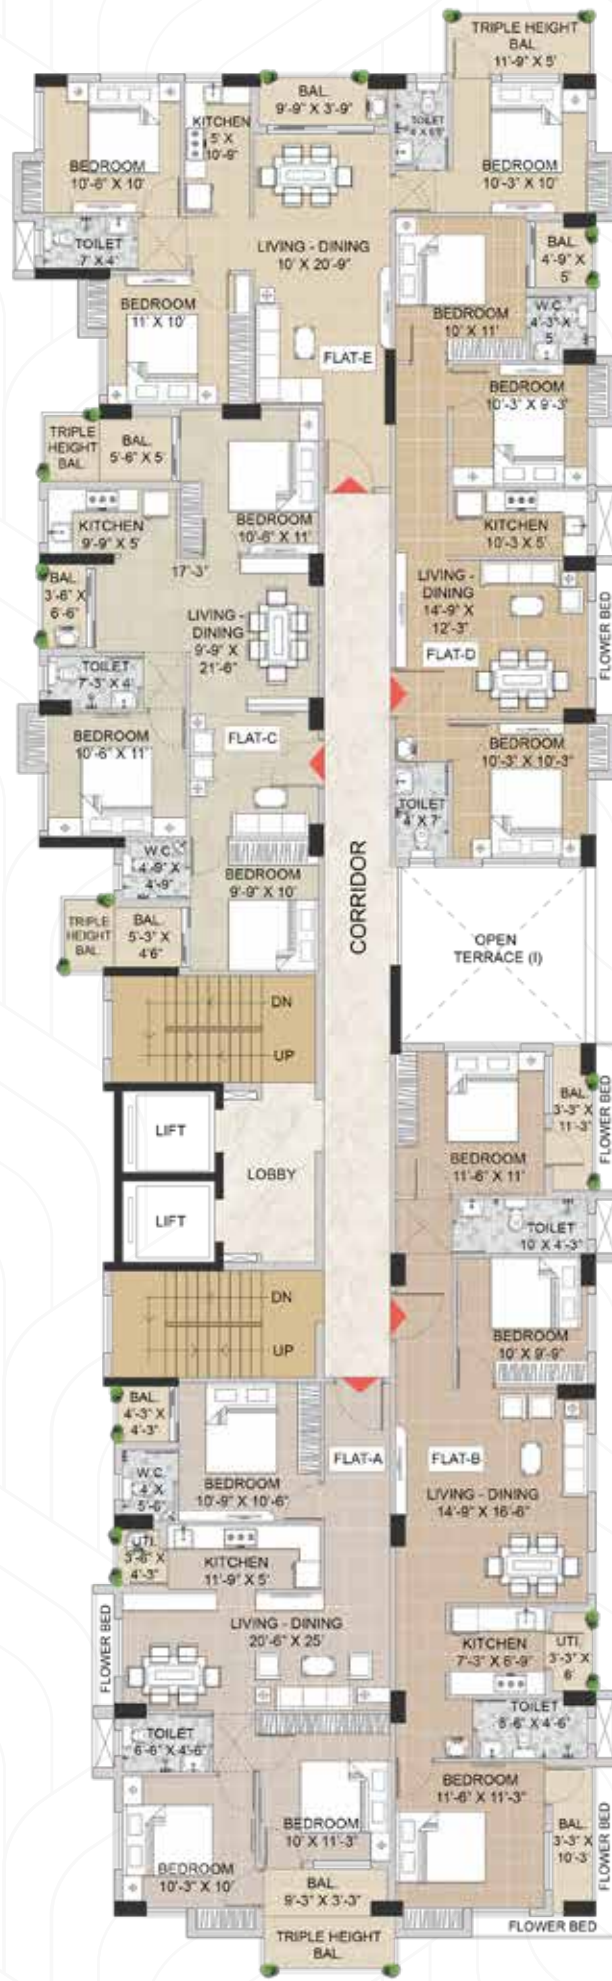 TRIPLE HEIGHT
BAL.
11'-9" X 5'
BAL.
9'-9" X 3'-9"
KITCHEN
5' X
10'-9"
TOILET
BEDROOM
10'-6" X 10'
BEDROOM
10'-3" X 10'
TOILET
7' X 4'
LIVING - DINING
10' X 20'-9"
BAL.
4'-9" X
5'
BEDROOM
11' X 10'
BEDROOM
10' X 11'
W.C.
4'-3" X
5'
FLAT-E
BEDROOM
10'-3" X 9'-3"
TRIPLE
HEIGHT
BAL.
BAL.
5'-6" X 5'
KITCHEN
9'-9" X 5'
BEDROOM
10'-6" X 11'
KITCHEN
10'-3 X 5'
17'-3"
BAL.
3'-6" X
6'-6"
LIVING -
DINING
9'-9" X
21'-6"
LIVING -
DINING
14'-9" X
12'-3"
FLOWER BED
FLAT-D
TOILET
7'-3" X 4'
BEDROOM
10'-6" X 11'
FLAT-C
BEDROOM
10'-3" X 10'-3"
TOILET
4' X 7'
W.C.
4'-9" X
4'-9"
BEDROOM
9'-9" X 10'
CORRIDOR
TRIPLE
HEIGHT
BAL.
BAL.
5'-3" X
4'6"
OPEN
TERRACE (I)
DN
UP
BAL.
3'-3" X
11'-3"
FLOWER BED
LIFT
LOBBY
BEDROOM
11'-6" X 11'
LIFT
TOILET
10' X 4'-3"
DN
UP
BEDROOM
10' X 9'-9"
BAL.
4'-3" X
4'-3"
FLAT-A
FLAT-B
W.C.
4' X
5'-6"
BEDROOM
10'-9" X 10'-6"
LIVING - DINING
14'-9" X 16'-6"
UTI.
3'-6" X
4'-3"
KITCHEN
11'-9" X 5'
FLOWER BED
LIVING - DINING
20'-6" X 25'
KITCHEN
7'-3" X 6'-9"
UTI.
3'-3" X
6'
TOILET
6'-6" X 4'-6"
TOILET
BEDROOM
10' X 11'-3"
BEDROOM
11'-6" X 11'-3"
BEDROOM
10'-3" X 10'
BAL.
3'-3" X
10'-3"
FLOWER BED
BAL.
9'-3" X 3'-3"
FLOWER BED
TRIPLE HEIGHT
BAL.